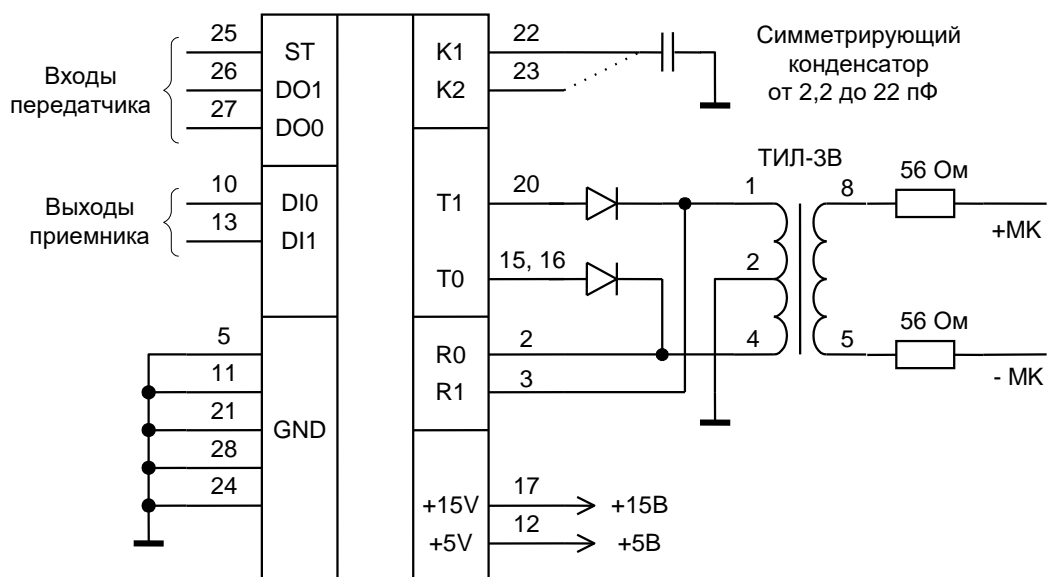 25
26
27
Входы
передатчика
ST
DO1
DO0
K1
K2
22
23
Симметрирующий
конденсатор
от 2,2 до 22 пФ
10
13
Выходы
приемника
DI0
DI1
T1
T0
20
15, 16
ТИЛ-3В
1
2
4
8
5
56 Ом
+МК
56 Ом
- МК
5
11
21
28
24
GND
R0
R1
2
3
+15V
+5V
17
12
+15В
+5В